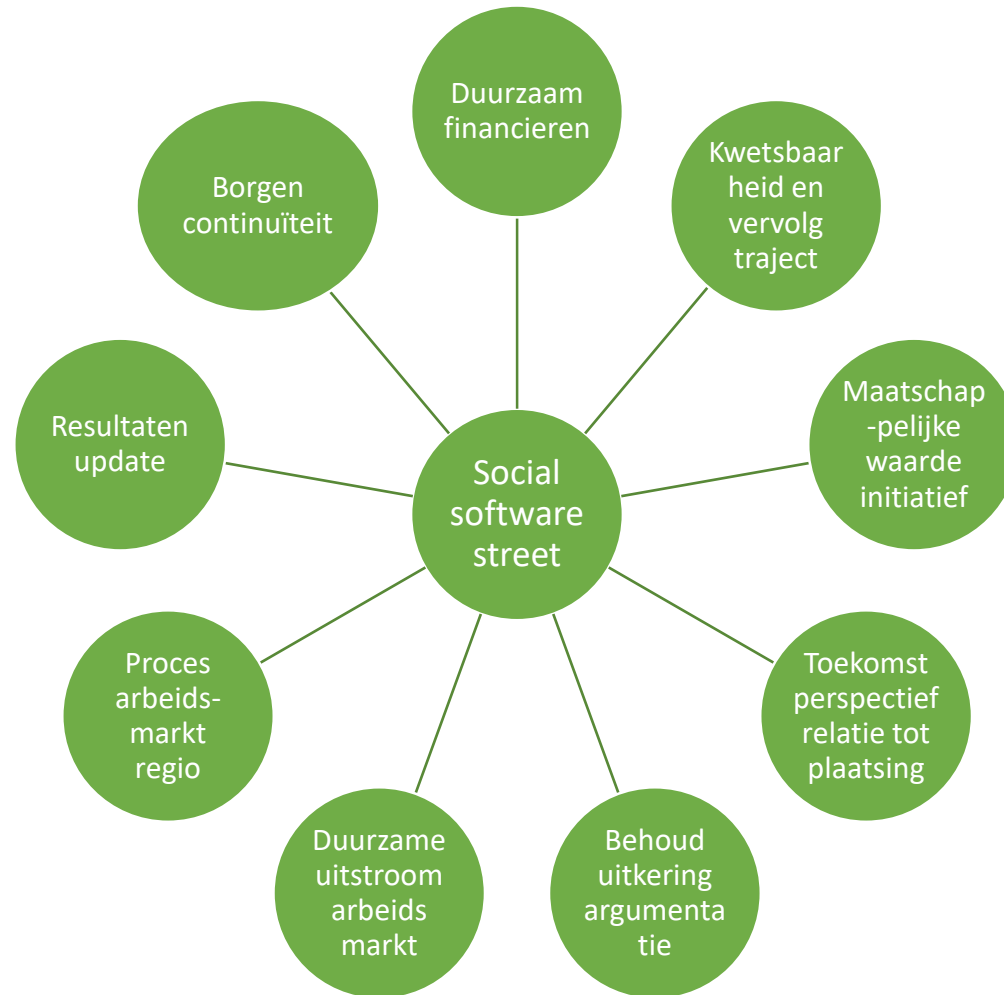 Duurzaam
financieren
Kwetsbaar
heid en
vervolg
traject
Maatschap
-pelijke
waarde
initiatief
Toekomst
perspectief
relatie tot
plaatsing
Behoud
uitkering
argumenta
tie
Duurzame
uitstroom
arbeids
markt
Proces
arbeids-
markt
regio
Resultaten
update
Borgen
continuïteit
Social
software
street